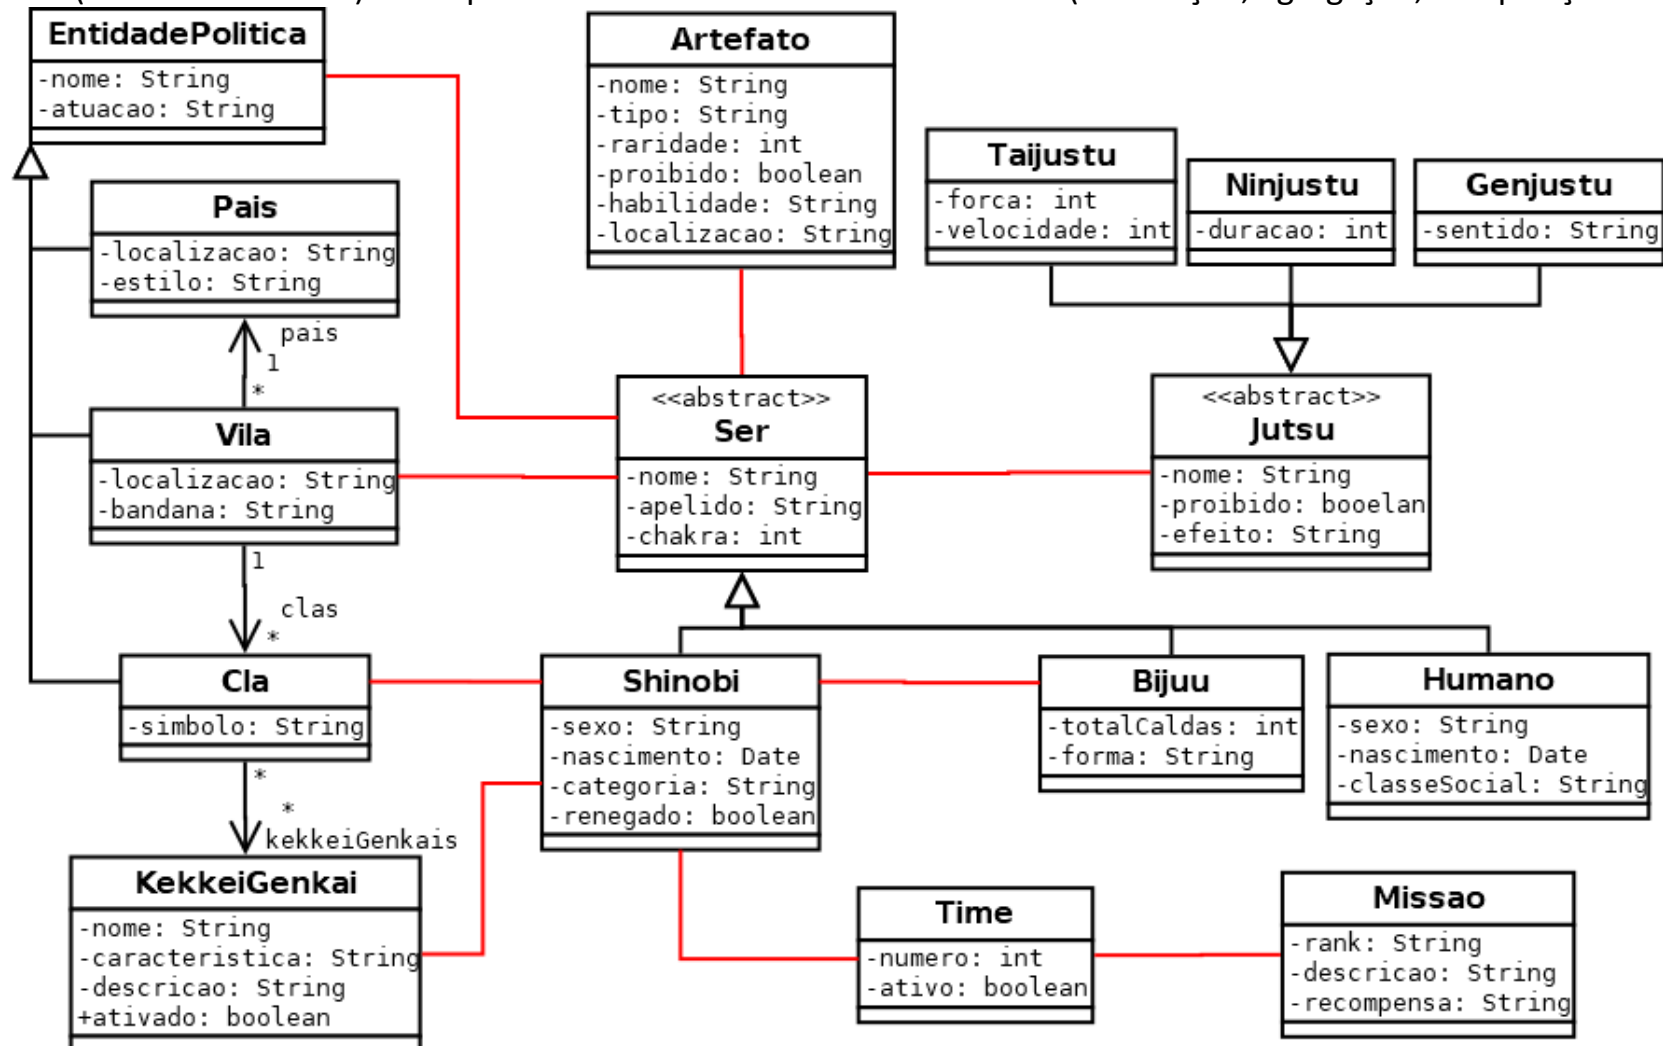 EntidadePolitica
-nome: String
-atuacao: String
Artefato
-nome: String
-tipo: String
-raridade: int
-proibido: boolean
-habilidade: String
-localizacao: String
Taijustu
-forca: int
-velocidade: int
Ninjustu
-duracao: int
Genjustu
-sentido: String
Pais
-localizacao: String
-estilo: String
pais
1
*
Vila
-localizacao: String
-bandana: String
<<abstract>>
Ser
-nome: String
-apelido: String
-chakra: int
<<abstract>>
Jutsu
-nome: String
-proibido: booelan
-efeito: String
1
clas
*
Cla
-simbolo: String
Shinobi
-sexo: String
-nascimento: Date
-categoria: String
-renegado: boolean
Bijuu
-totalCaldas: int
-forma: String
Humano
-sexo: String
-nascimento: Date
-classeSocial: String
*
*
kekkeiGenkais
KekkeiGenkai
-nome: String
-caracteristica: String
-descricao: String
+ativado: boolean
Time
-numero: int
-ativo: boolean
Missao
-rank: String
-descricao: String
-recompensa: String